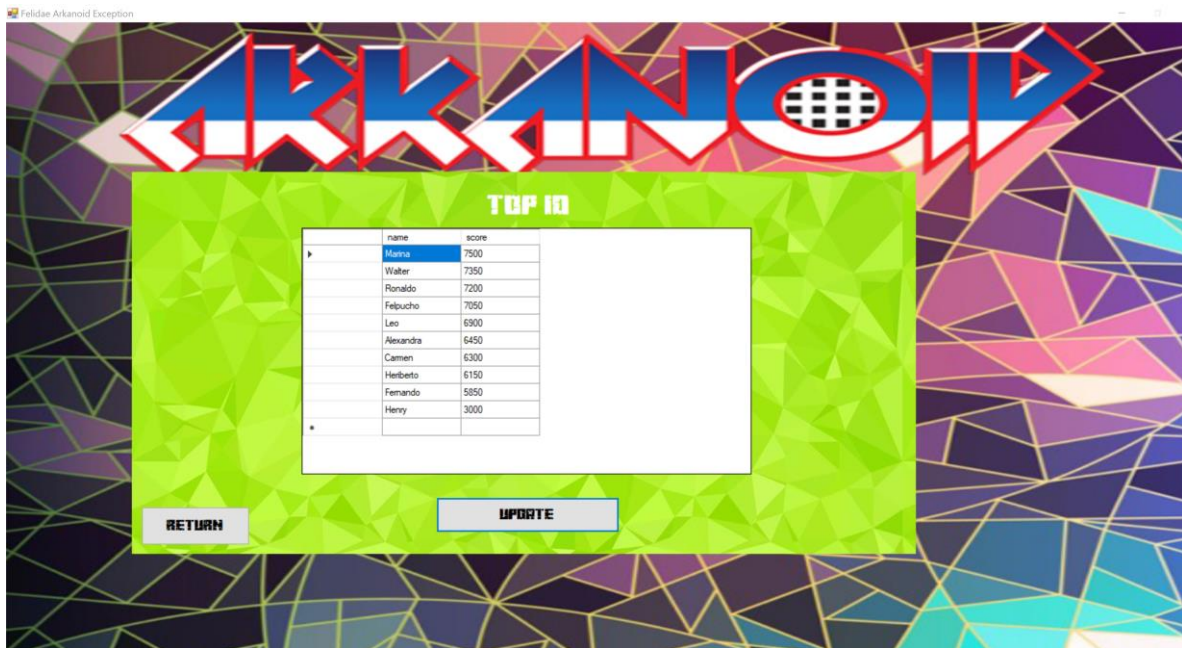 Felidae Arkanoid Exception
ARKANOID
TOP 10
name score
Marina 7500
Walter 7350
Ronaldo 7200
Felpucho 7050
Leo 6900
Alexandra 6450
Carmen 6300
Heriberto 6150
Fernando 5850
Henry 3000
UPDATE
RETURN